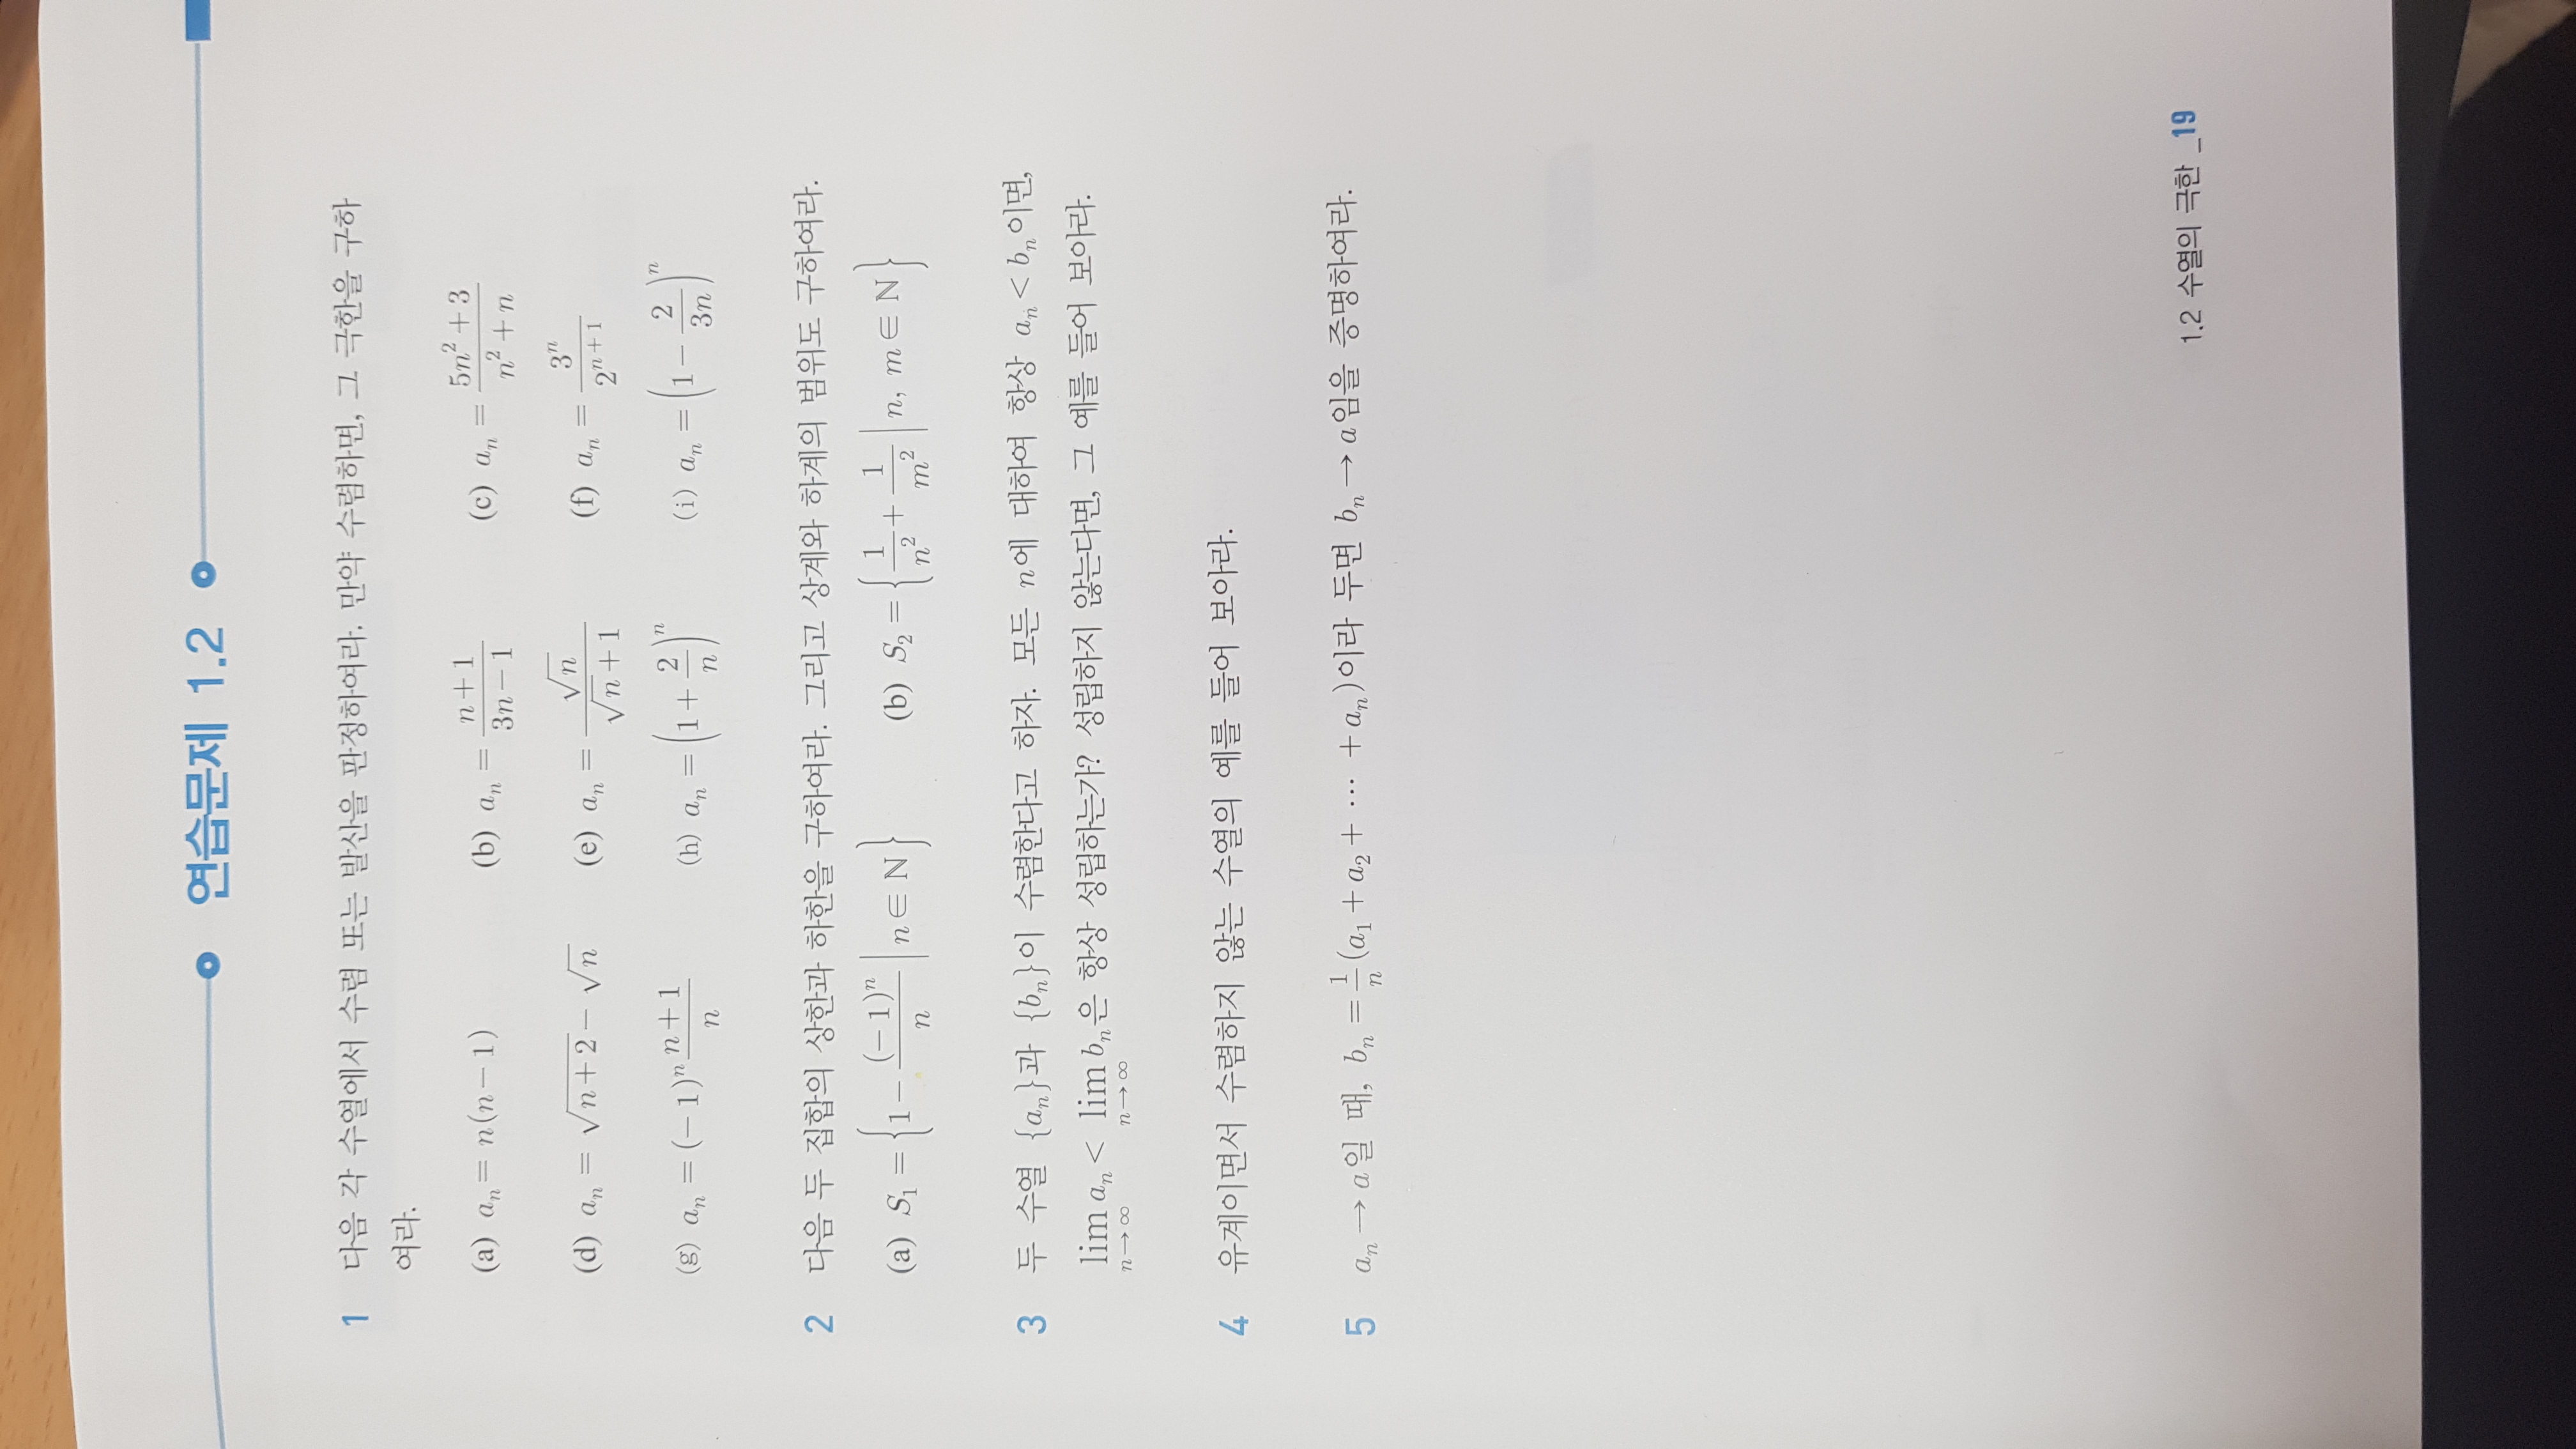 연습문제 1.2
1 다음 각 수열에서 수렴 또는 발산을 판정하여라. 만약 수렴하면, 그 극한을 구하
여라.
(a) $a_n = n(n-1)$ (b) $a_n = \frac{n+1}{3n-1}$ (c) $a_n = \frac{5n^2+3}{n^2+n}$
(d) $a_n = \sqrt{n+2} - \sqrt{n}$ (e) $a_n = \frac{\sqrt{n}}{\sqrt{n}+1}$ (f) $a_n = \frac{3^n}{2^{n+1}}$
(g) $a_n = (-1)^n \frac{n+1}{n}$ (h) $a_n = \left(1+\frac{2}{n}\right)^n$ (i) $a_n = \left(1-\frac{2}{3n}\right)^n$
2 다음 두 집합의 상한과 하한을 구하여라. 그리고 상계와 하계의 범위도 구하여라.
(a) $S_1 = \left\{1-\frac{(-1)^n}{n} \middle| n \in \mathbb{N}\right\}$ (b) $S_2 = \left\{\frac{1}{n^2}+\frac{1}{m^2} \middle| n, m \in \mathbb{N}\right\}$
3 두 수열 $\{a_n\}$과 $\{b_n\}$이 수렴한다고 하자. 모든 $n$에 대하여 항상 $a_n < b_n$이면,
$\lim_{n \to \infty} a_n < \lim_{n \to \infty} b_n$은 항상 성립하는가? 성립하지 않는다면, 그 예를 들어 보아라.
4 유계이면서 수렴하지 않는 수열의 예를 들어 보아라.
5 $a_n \to a$일 때, $b_n = \frac{1}{n}(a_1 + a_2 + \cdots + a_n)$이라 두면 $b_n \to a$임을 증명하여라.
1.2 수열의 극한 _19